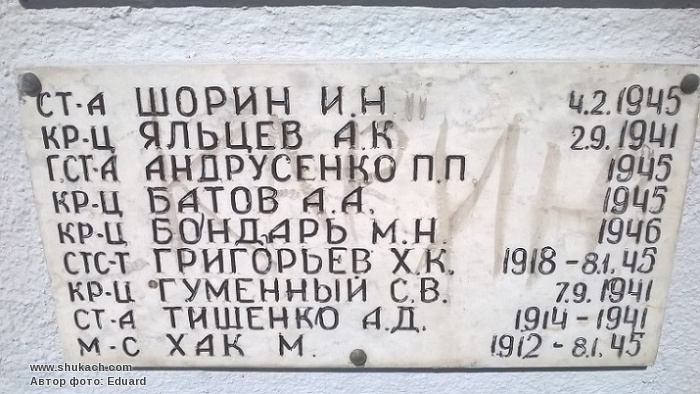 СТ-А ШОРИН И.Н. 4.2.1945
КР-Ц ЯЛЬЦЕВ А.К 2.9.1941
Г.СТ-А АНДРУСЕНКО П.П. 1945
КР-Ц БАТОВ А.А. 1945
КР-Ц БОНДАРЬ М.Н. 1946
СТС-Т ГРИГОРЬЕВ Х.К. 1918 - 8.1.45
КР-Ц ГУМЕННЫЙ С.В. 7.9.1941
СТ-А ТИЩЕНКО А.Д. 1914 - 1941
М-С ХАК М. 1912 - 8.1.45
www.shukach.com
Автор фото: Eduard